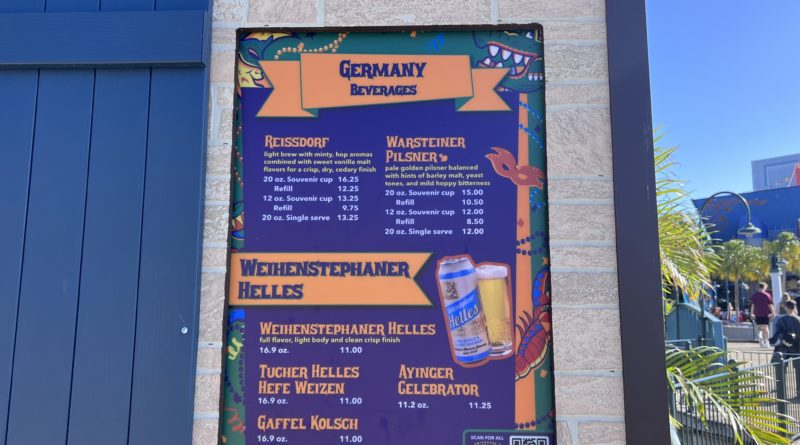 GERMANY
BEVERAGES
REISSDORF
light brew with minty, hop aromas
combined with sweet vanilla malt
flavors for a crisp, dry, cedary finish
20 oz. Souvenir cup 16.25
Refill 12.25
12 oz. Souvenir cup 13.25
Refill 9.75
20 oz. Single serve 13.25
WARSTEINER
PILSNER
pale golden pilsner balanced
with hints of barley malt, yeast
tones, and mild hoppy bitterness
20 oz. Souvenir cup 15.00
Refill 10.50
12 oz. Souvenir cup 12.00
Refill 8.50
20 oz. Single serve 12.00
WEIHENSTEPHANER
HELLES
Helles
WEIHENSTEPHANER HELLES
full flavor, light body and clean crisp finish
16.9 oz. 11.00
TUCHER HELLES
HEFE WEIZEN
16.9 oz. 11.00
AYINGER
CELEBRATOR
11.2 oz. 11.25
GAFFEL KOLSCH
16.9 oz. 11.00
SCAN FOR ALL